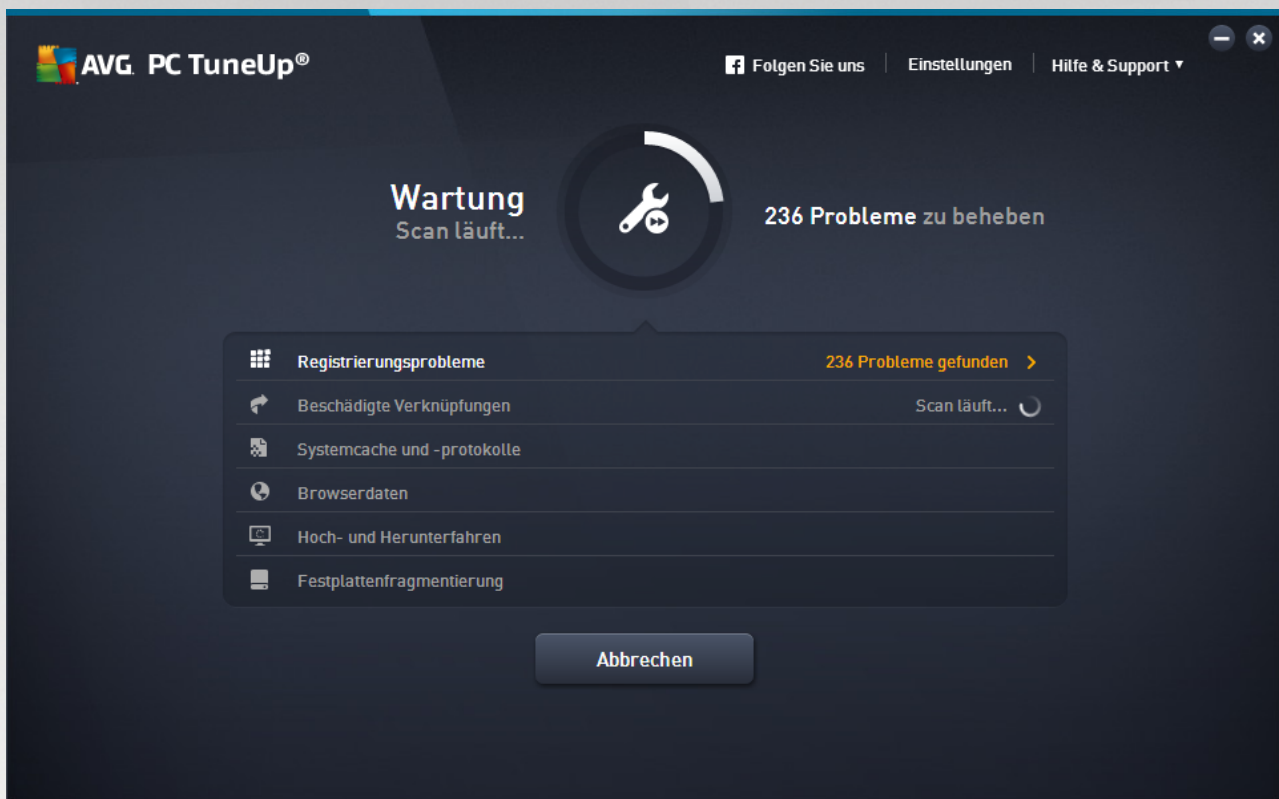 AVG. PC TuneUp®
Folgen Sie uns
Einstellungen
Hilfe & Support
Wartung
Scan läuft...
236 Probleme zu beheben
Registrierungsprobleme
236 Probleme gefunden
Beschädigte Verknüpfungen
Scan läuft...
Systemcache und -protokolle
Browserdaten
Hoch- und Herunterfahren
Festplattenfragmentierung
Abbrechen